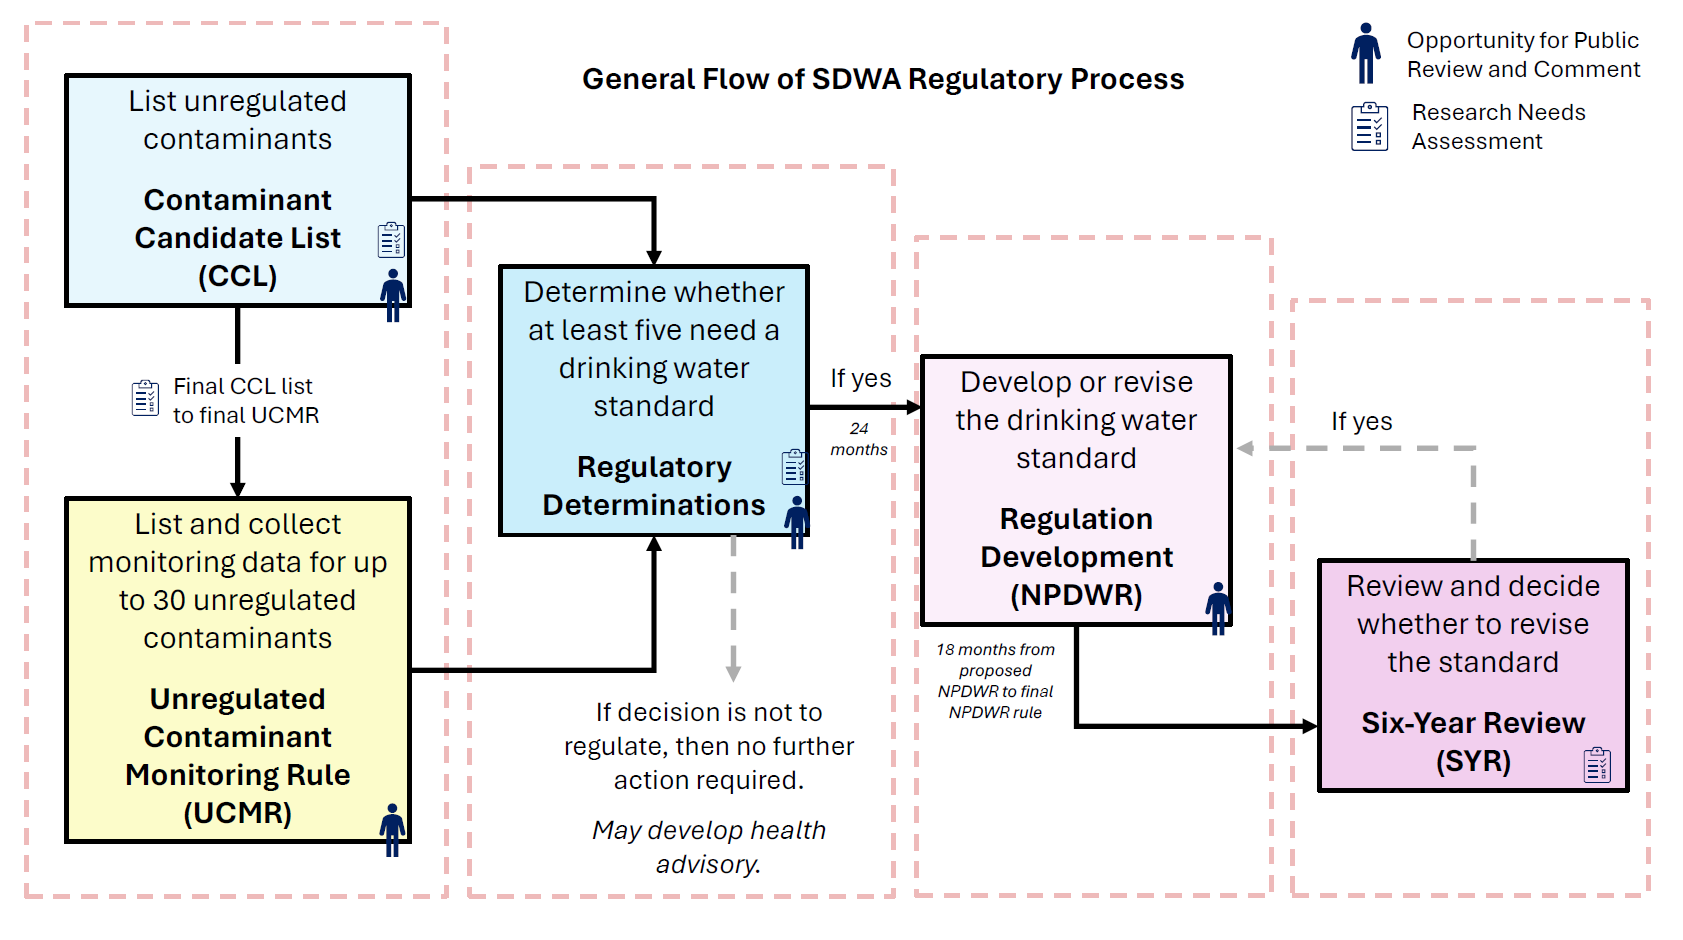 General Flow of SDWA Regulatory Process
Opportunity for Public
Review and Comment
Research Needs
Assessment
List unregulated
contaminants
Contaminant
Candidate List
(CCL)
Final CCL list
to final UCMR
List and collect
monitoring data for up
to 30 unregulated
contaminants
Unregulated
Contaminant
Monitoring Rule
(UCMR)
Determine whether
at least five need a
drinking water
standard
Regulatory
Determinations
If decision is not to
regulate, then no further
action required.
May develop health
advisory.
If yes
24
months
Develop or revise
the drinking water
standard
Regulation
Development
(NPDWR)
18 months from
proposed
NPDWR to final
NPDWR rule
If yes
Review and decide
whether to revise
the standard
Six-Year Review
(SYR)